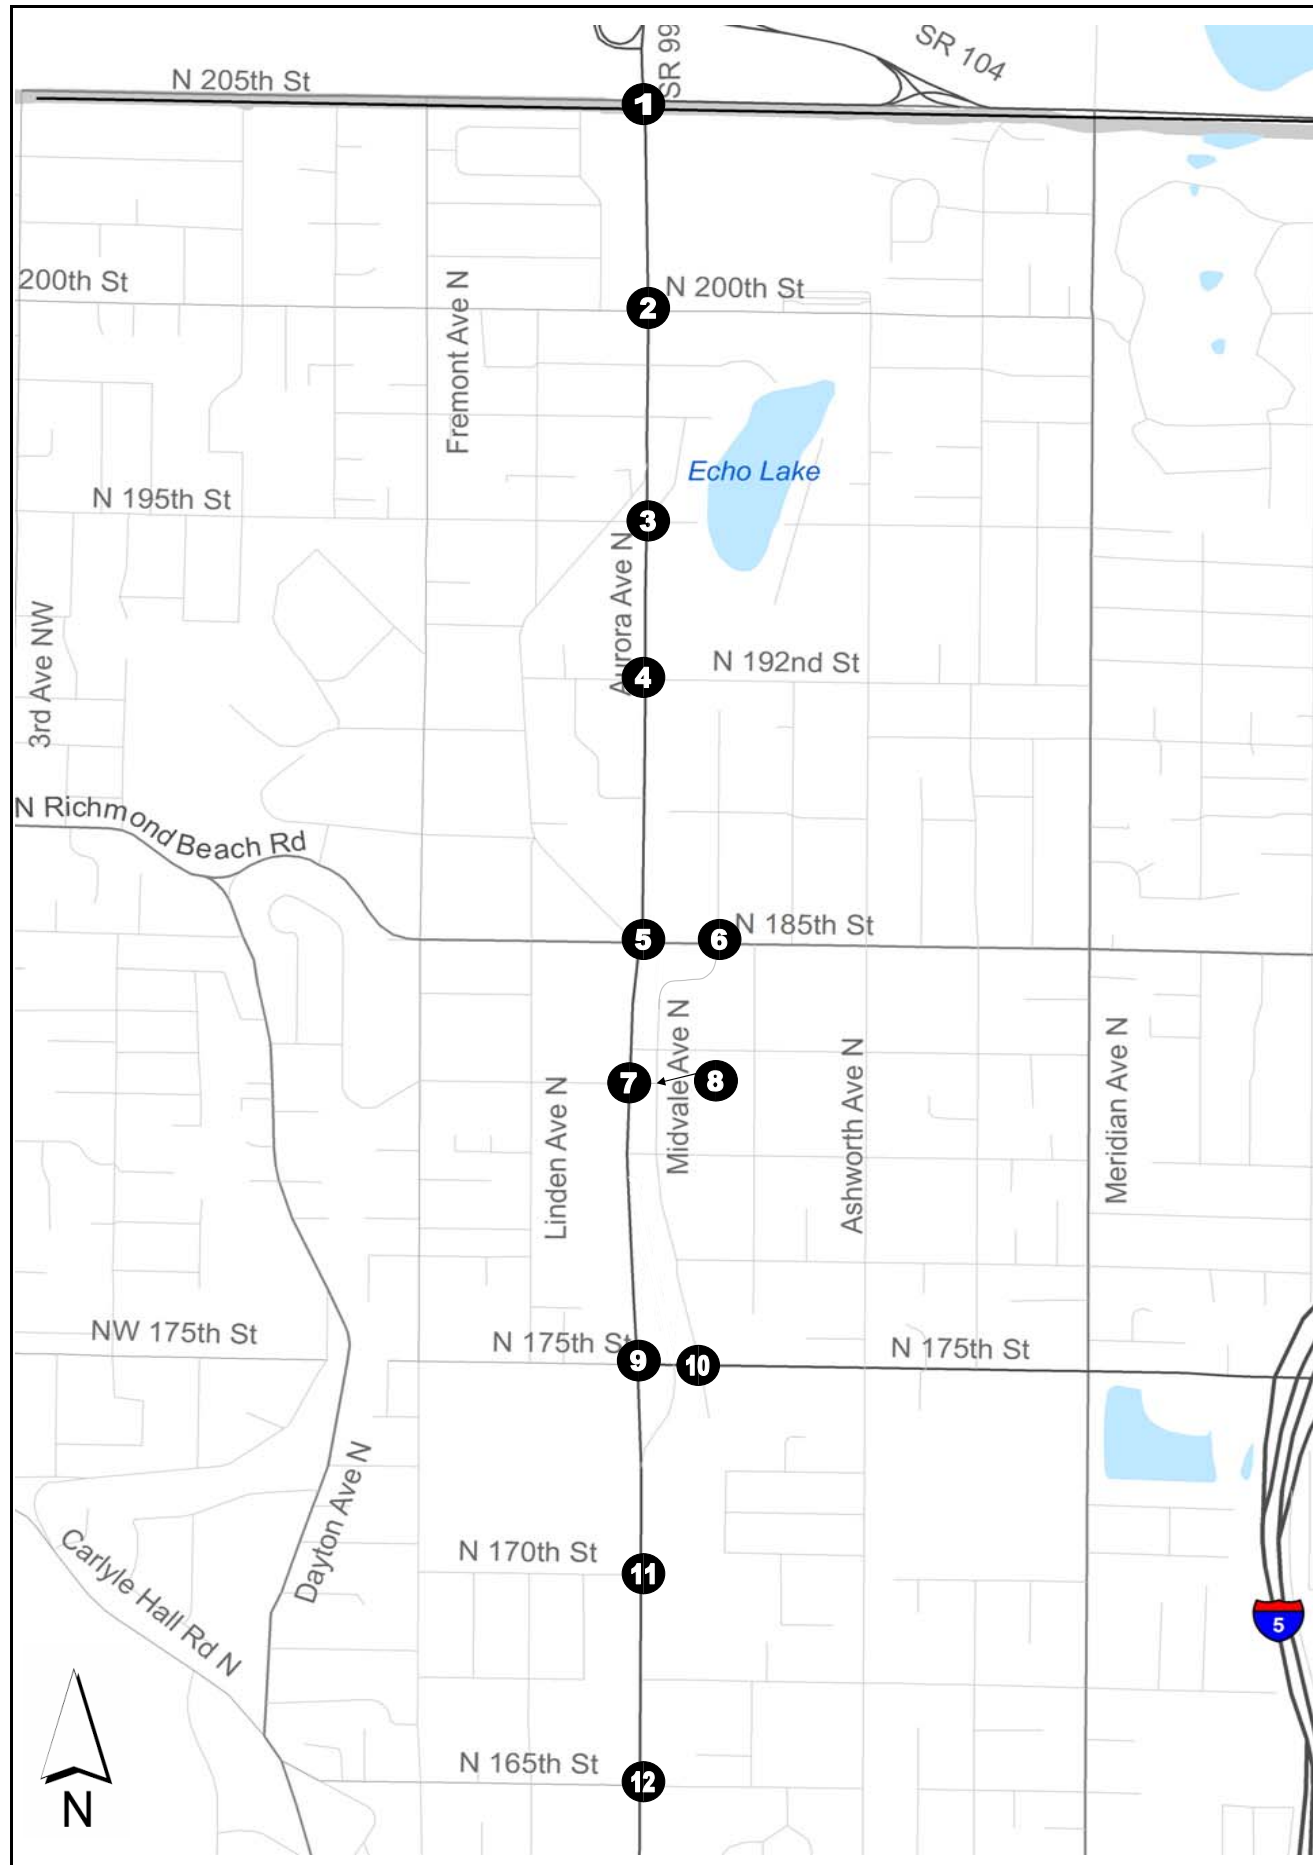 SR 99
SR 104
N 205th St
1
200th St
N 200th St
2
Fremont Ave N
Echo Lake
N 195th St
3
Aurora Ave N
3rd Ave NW
N 192nd St
4
N Richmond Beach Rd
5
6
N 185th St
Midvale Ave N
Meridian Ave N
Ashworth Ave N
Linden Ave N
7
8
NW 175th St
N 175th St
9
10
N 175th St
Dayton Ave N
Carlyle Hall Rd N
N 170th St
11
5
N 165th St
12
N